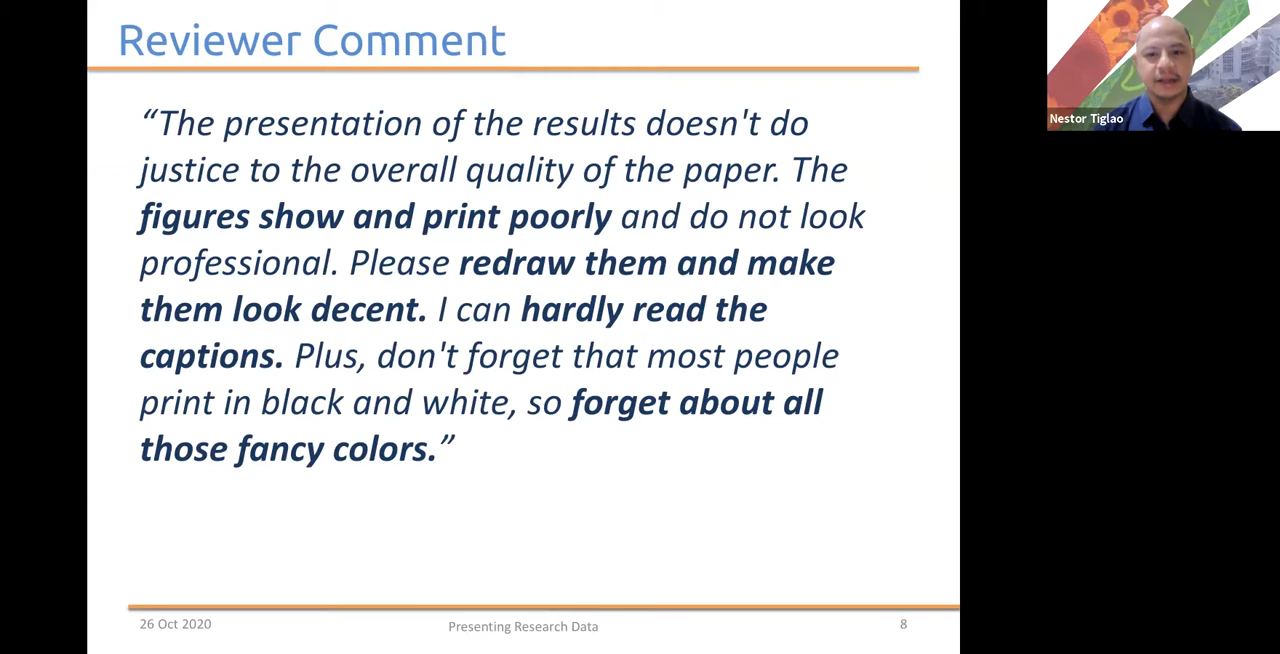 Reviewer Comment
“The presentation of the results doesn't do
justice to the overall quality of the paper. The
figures show and print poorly and do not look
professional. Please redraw them and make
them look decent. I can hardly read the
captions. Plus, don't forget that most people
print in black and white, so forget about all
those fancy colors.”
26 Oct 2020
Presenting Research Data
8
Nestor Tiglao